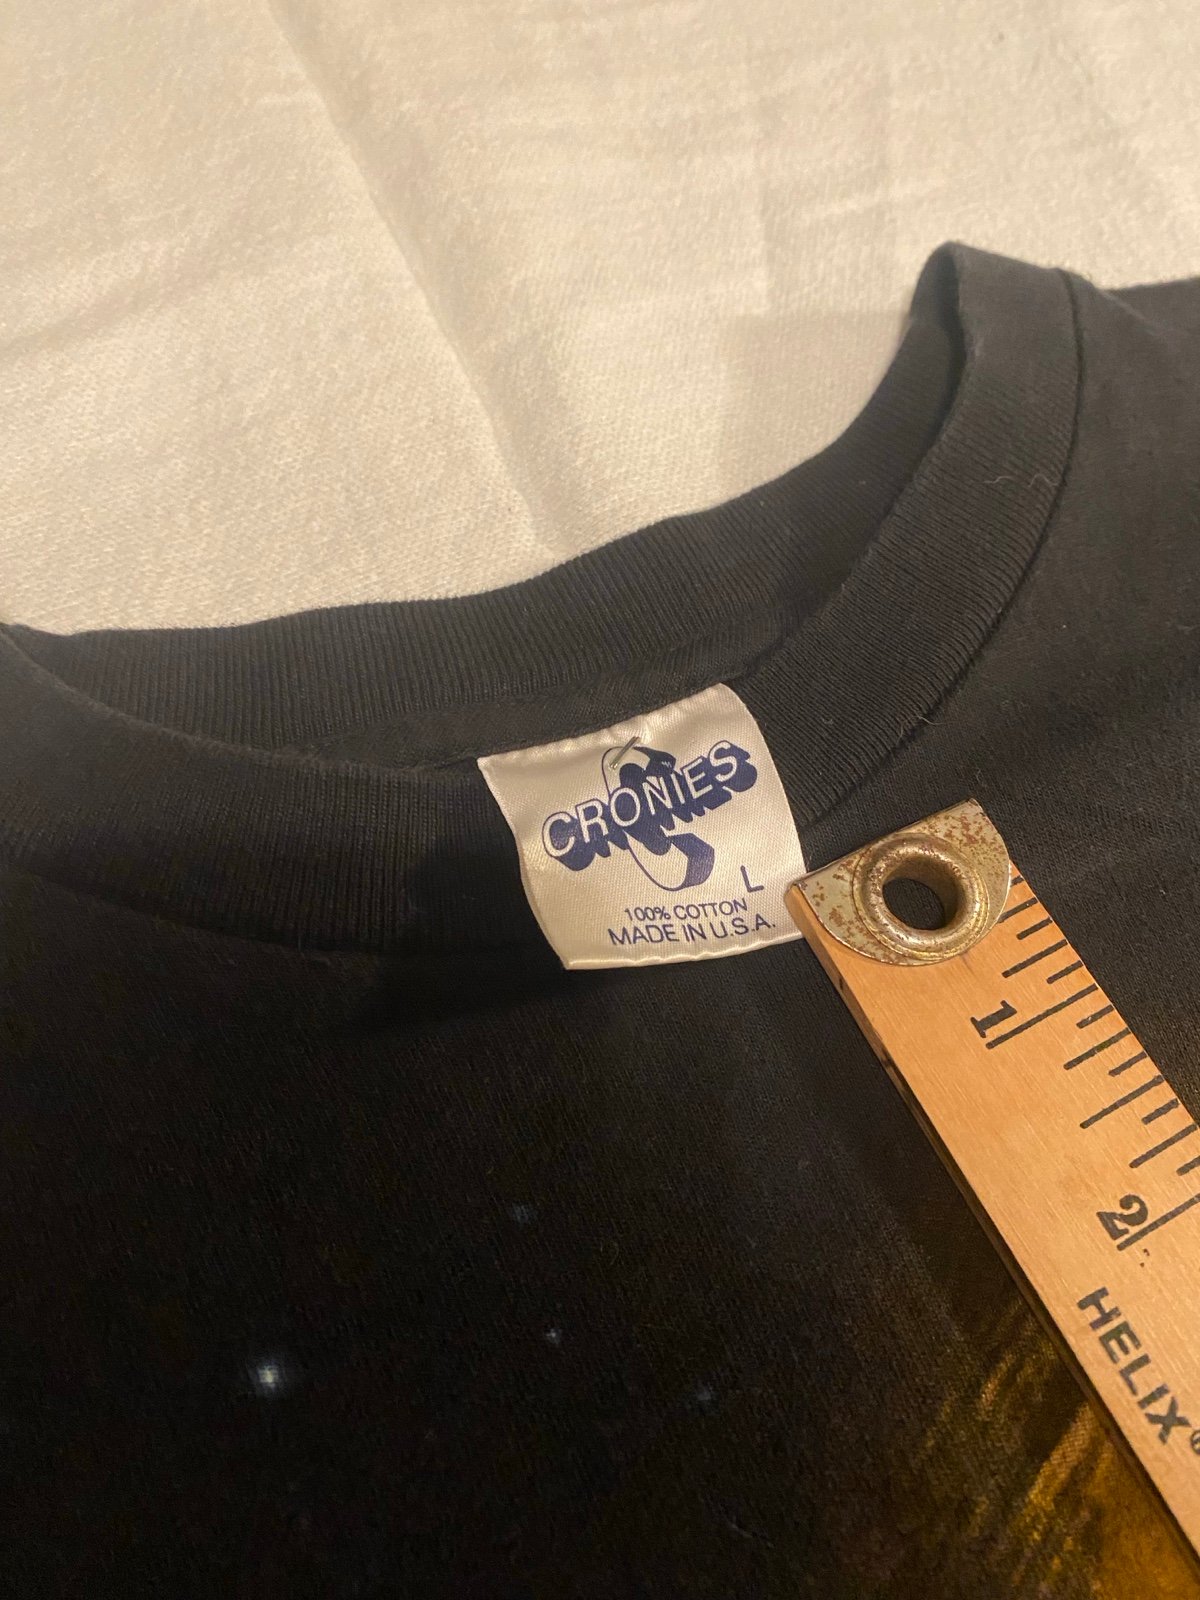 CRONIES
L
100% COTTON
MADE IN U.S.A.
1
2
HELIX®